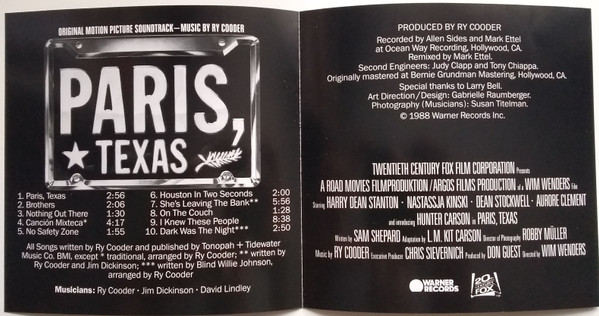 ORIGINAL MOTION PICTURE SOUNDTRACK—MUSIC BY RY COODER
PARIS,
TEXAS
1. Paris, Texas 2:56
2. Brothers 2:06
3. Nothing Out There 1:30
4. Canción Mixteca* 4:17
5. No Safety Zone 1:55
6. Houston In Two Seconds 2:00
7. She's Leaving The Bank** 5:56
8. On The Couch 1:28
9. I Knew These People 8:38
10. Dark Was The Night*** 2:50
All Songs written by Ry Cooder and published by Tonopah + Tidewater
Music Co. BMI, except * traditional, arranged by Ry Cooder; ** written by
Ry Cooder and Jim Dickinson; *** written by Blind Willie Johnson,
arranged by Ry Cooder
Musicians: Ry Cooder · Jim Dickinson · David Lindley
PRODUCED BY RY COODER
Recorded by Allen Sides and Mark Ettel
at Ocean Way Recording, Hollywood, CA.
Remixed by Mark Ettel.
Second Engineers: Judy Clapp and Tony Chiappa.
Originally mastered at Bernie Grundman Mastering, Hollywood, CA.
Special thanks to Larry Bell.
Art Direction/Design: Gabrielle Raumberger.
Photography (Musicians): Susan Titelman.
© 1988 Warner Records Inc.
TWENTIETH CENTURY FOX FILM CORPORATION Presents
A ROAD MOVIES FILMPRODUKTION/ARGOS FILMS PRODUCTION of a WIM WENDERS Film
Starring HARRY DEAN STANTON · NASTASSJA KINSKI · DEAN STOCKWELL · AURORE CLEMENT
and introducing HUNTER CARSON in PARIS, TEXAS
Written by SAM SHEPARD Adaptation by L.M. KIT CARSON Director of Photography ROBBY MÜLLER
Music by RY COODER Executive Producer CHRIS SIEVERNICH Produced by DON GUEST Directed by WIM WENDERS
WARNER
RECORDS
20TH
CENTURY
FOX